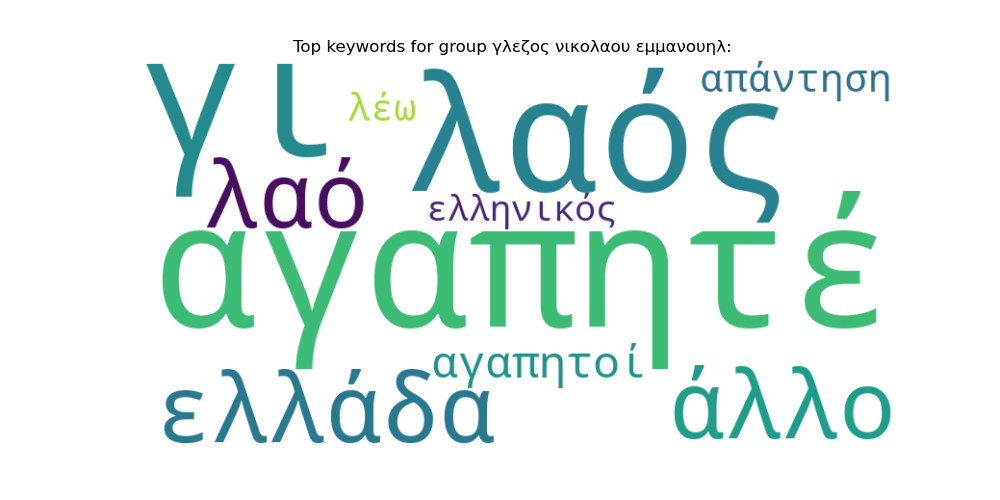 Top keywords for group γλεζος νικολαου εμμανουηλ:
γι
λέω
λαός
απάντηση
λαό
ελληνικός
αγαπητέ
αγαπητοί
ελλάδα
άλλο